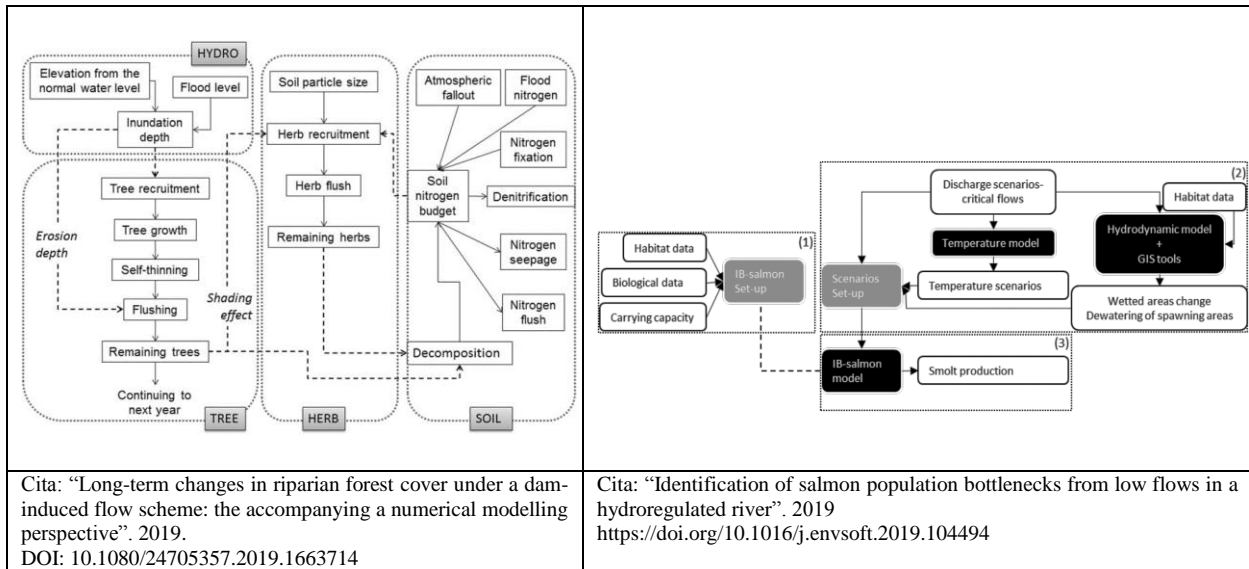 HYDRO
Elevation from the
normal water level
Flood level
Inundation
depth
Tree recruitment
Tree growth
Erosion
depth
Self-thinning
Flushing
Shading
effect
Remaining trees
Continuing to
next year
TREE
Soil particle size
Herb recruitment
Herb flush
Remaining herbs
HERB
Atmospheric
fallout
Flood
nitrogen
Nitrogen
fixation
Soil
nitrogen
budget
Denitrification
Nitrogen
seepage
Nitrogen
flush
Decomposition
SOIL
(1)
Habitat data
Biological data
Carrying capacity
IB-salmon
Set-up
(2)
Discharge scenarios-
critical flows
Habitat data
Temperature model
Hydrodynamic model
+
GIS tools
Scenarios
Set-up
Temperature scenarios
Wetted areas change
Dewatering of spawning areas
(3)
IB-salmon
model
Smolt production
Cita: “Long-term changes in riparian forest cover under a dam-
induced flow scheme: the accompanying a numerical modelling
perspective”. 2019.
DOI: 10.1080/24705357.2019.1663714
Cita: “Identification of salmon population bottlenecks from low flows in a
hydroregulated river”. 2019
https://doi.org/10.1016/j.envsoft.2019.104494